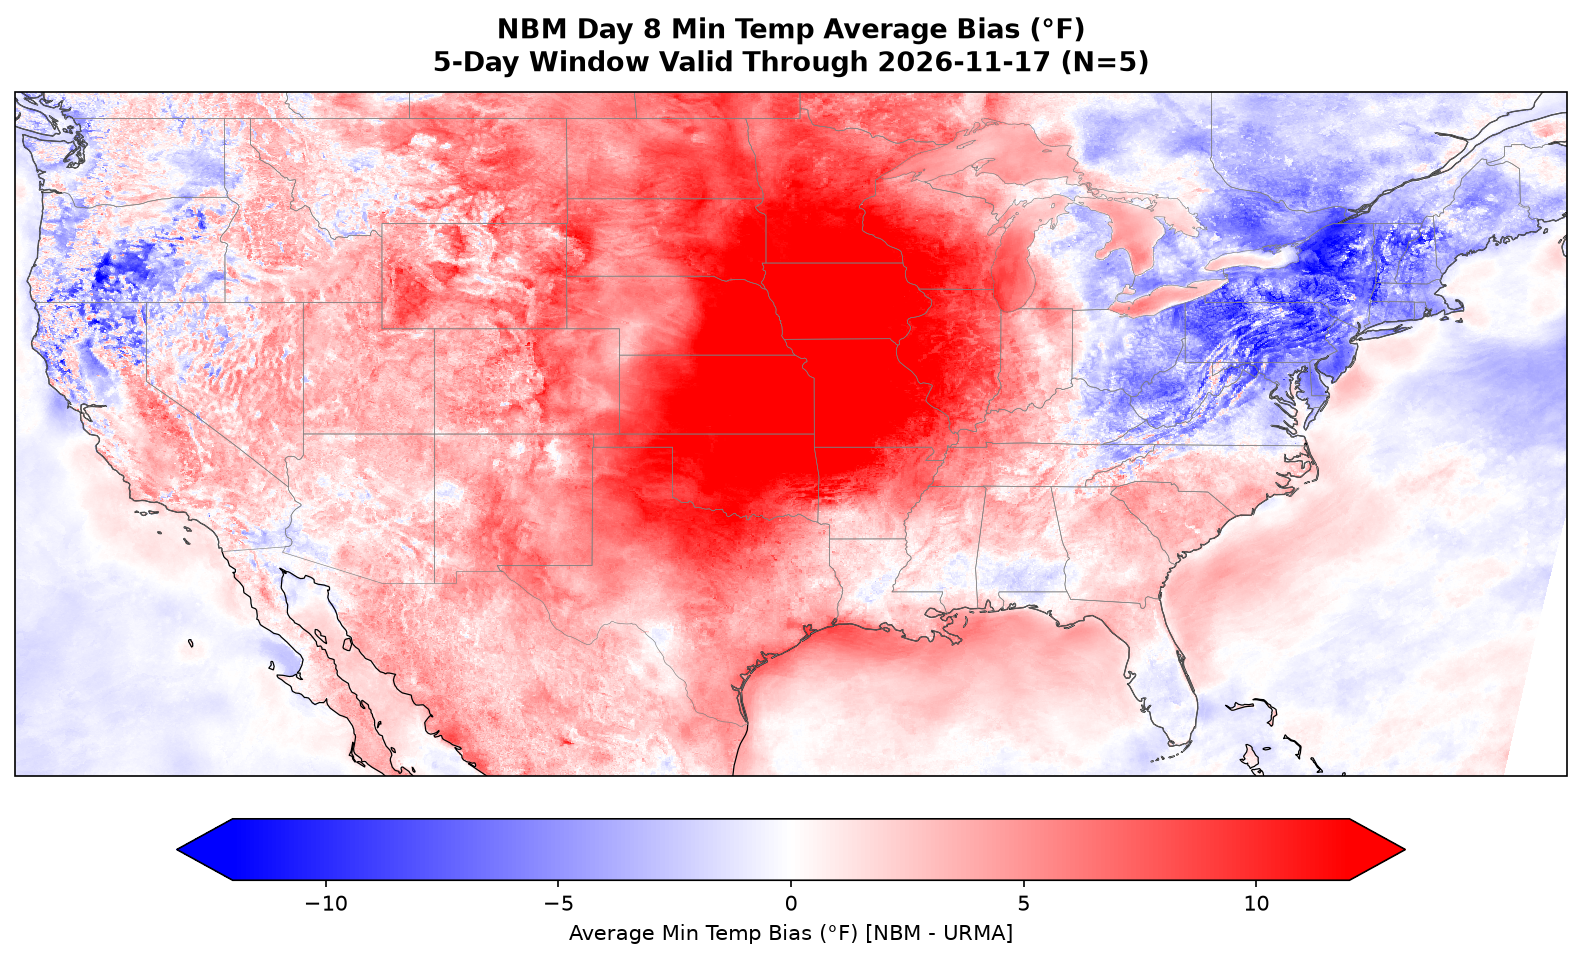 NBM Day 8 Min Temp Average Bias (°F)
5-Day Window Valid Through 2026-11-17 (N=5)
−10 −5 0 5 10
Average Min Temp Bias (°F) [NBM - URMA]